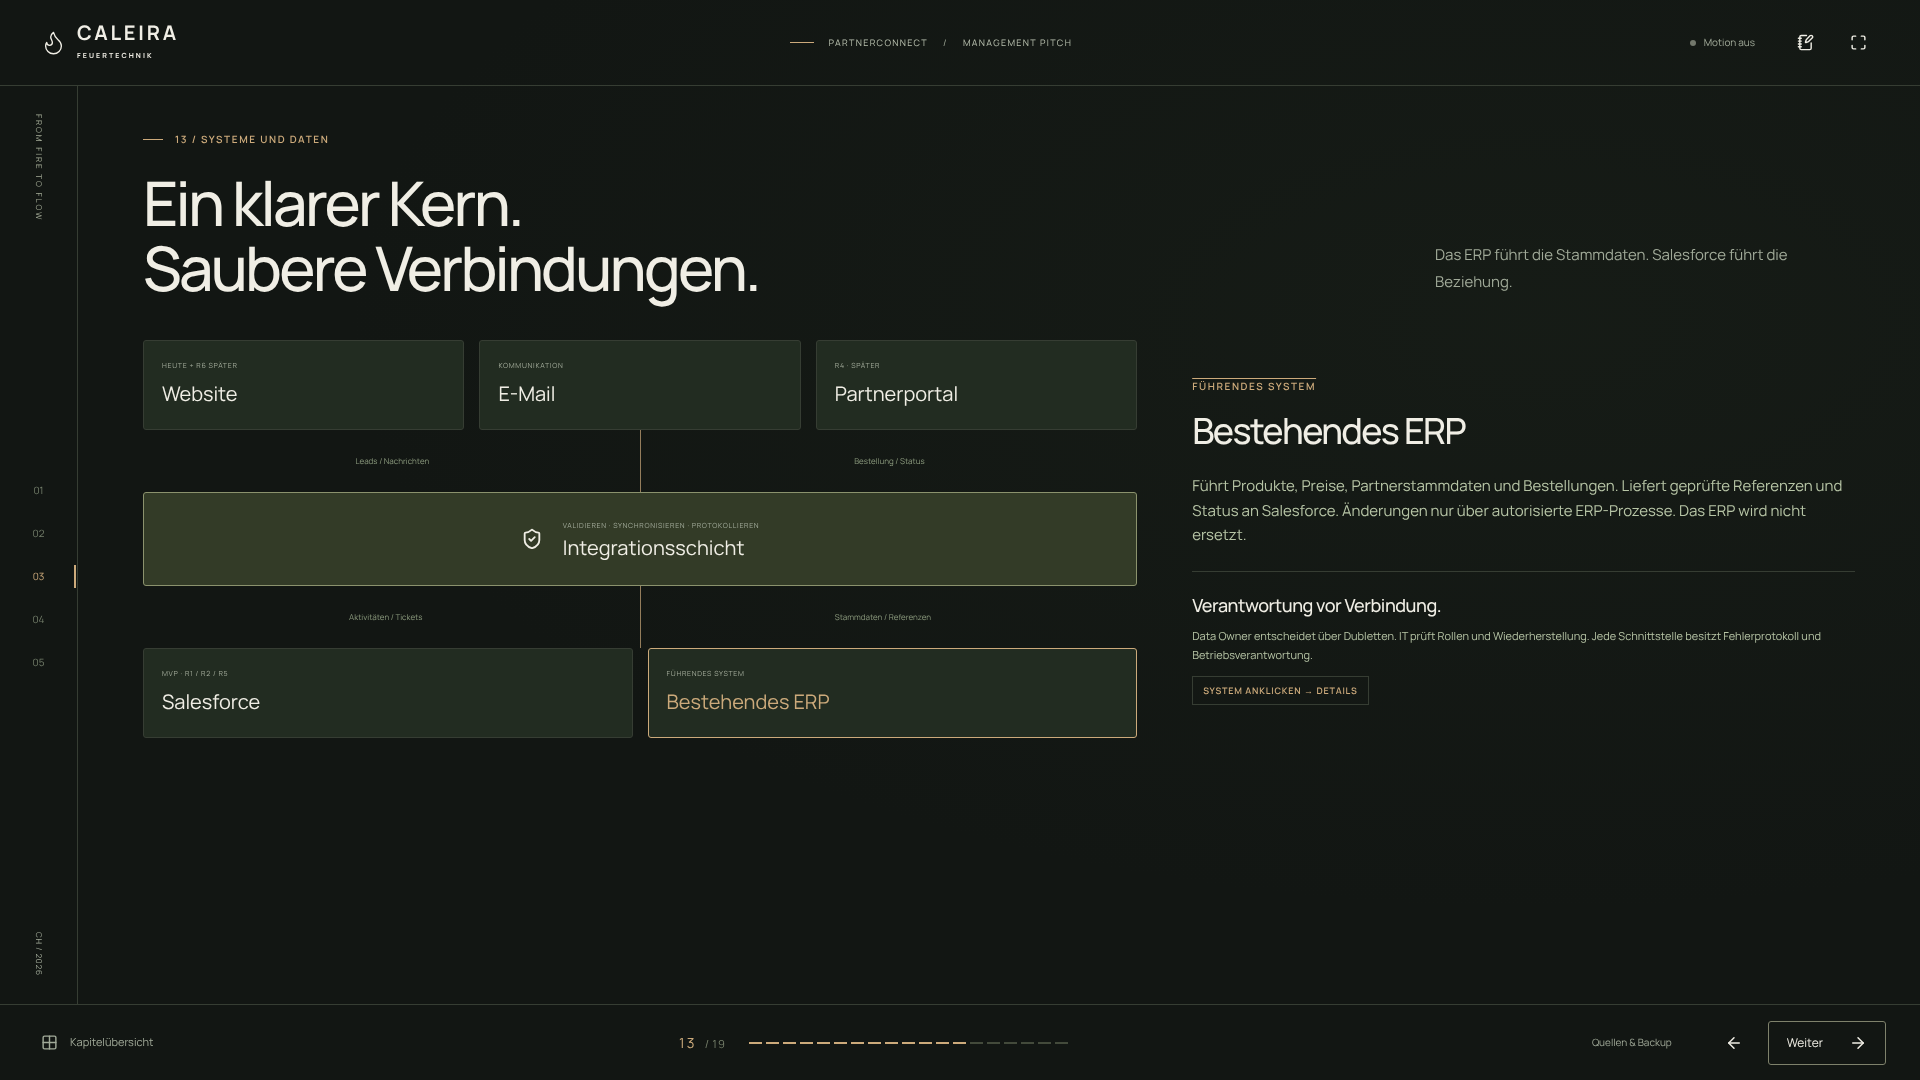 CALEIRA
FEUERTECHNIK
PARTNERCONNECT / MANAGEMENT PITCH
Motion aus
FROM FIRE TO FLOW
01
02
03
04
05
CH / 2026
13 / SYSTEME UND DATEN
Ein klarer Kern.
Saubere Verbindungen.
Das ERP führt die Stammdaten. Salesforce führt die
Beziehung.
HEUTE + R6 SPÄTER
Website
KOMMUNIKATION
E-Mail
R4 · SPÄTER
Partnerportal
Leads / Nachrichten
Bestellung / Status
VALIDIEREN · SYNCHRONISIEREN · PROTOKOLLIEREN
Integrationsschicht
Aktivitäten / Tickets
Stammdaten / Referenzen
MVP · R1 / R2 / R5
Salesforce
FÜHRENDES SYSTEM
Bestehendes ERP
FÜHRENDES SYSTEM
Bestehendes ERP
Führt Produkte, Preise, Partnerstammdaten und Bestellungen. Liefert geprüfte Referenzen und
Status an Salesforce. Änderungen nur über autorisierte ERP-Prozesse. Das ERP wird nicht
ersetzt.
Verantwortung vor Verbindung.
Data Owner entscheidet über Dubletten. IT prüft Rollen und Wiederherstellung. Jede Schnittstelle besitzt Fehlerprotokoll und
Betriebsverantwortung.
SYSTEM ANKLICKEN → DETAILS
Kapitelübersicht
13 / 19
Quellen & Backup
Weiter